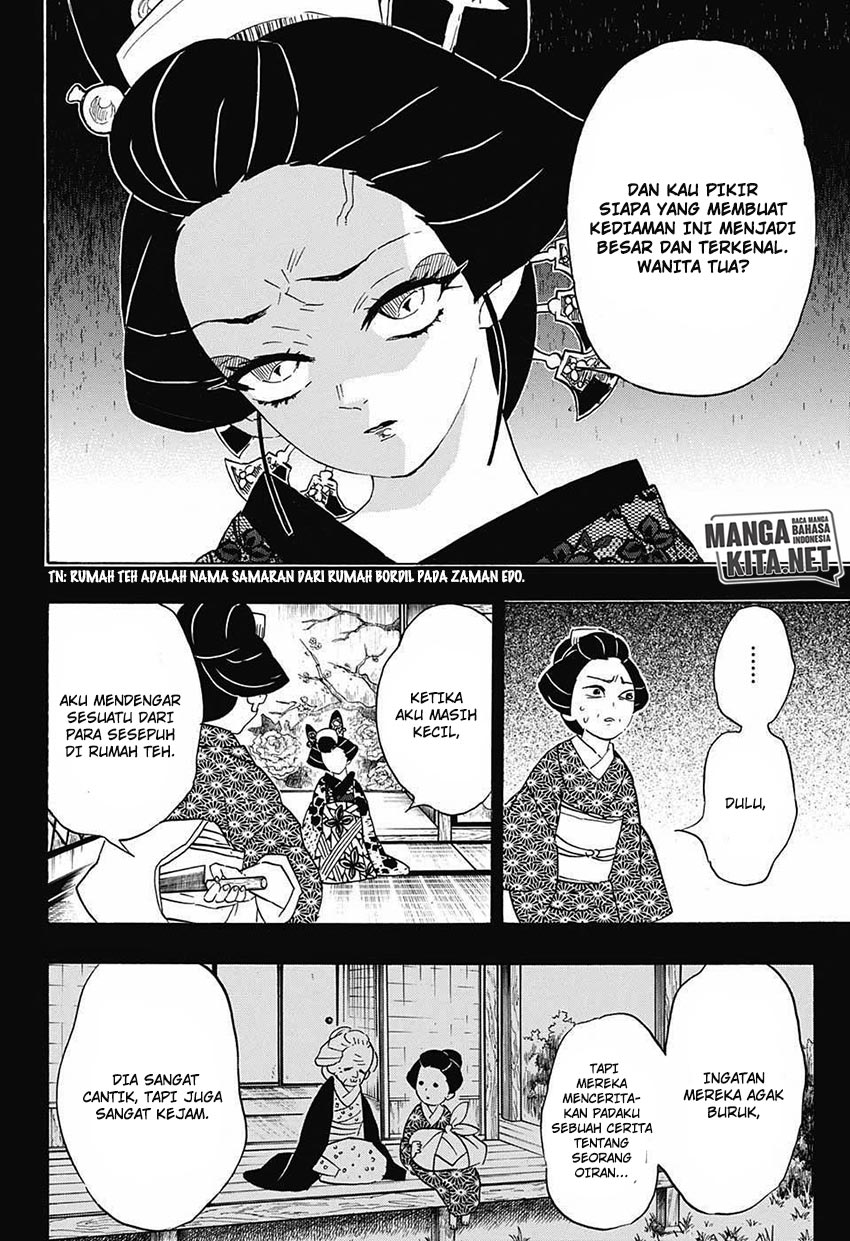 DAN KAU PIKIR
SIAPA YANG MEMBUAT
KEDIAMAN INI MENJADI
BESAR DAN TERKENAL.
WANITA TUA?
MANGA
KITA.NET
BACA MANGA
BAHASA
INDONESIA
TN: RUMAH TEH ADALAH NAMA SAMARAN DARI RUMAH BORDIL PADA ZAMAN EDO.
......
DULU,
KETIKA
AKU MASIH
KECIL,
AKU MENDENGAR
SESUATU DARI
PARA SESEPUH
DI RUMAH TEH.
INGATAN
MEREKA AGAK
BURUK,
TAPI
MEREKA
MENCERITA-
KAN PADAKU
SEBUAH CERITA
TENTANG
SEORANG
OIRAN...
DIA SANGAT
CANTIK, TAPI JUGA
SANGAT KEJAM.